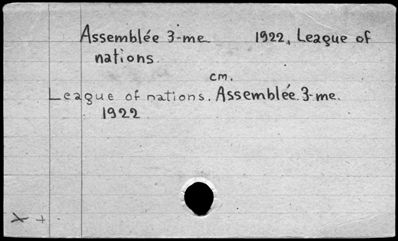 Assemblée 3-me 1922, League of
nations.
cm.
League of nations. Assemblée. 3-me.
1922
x +